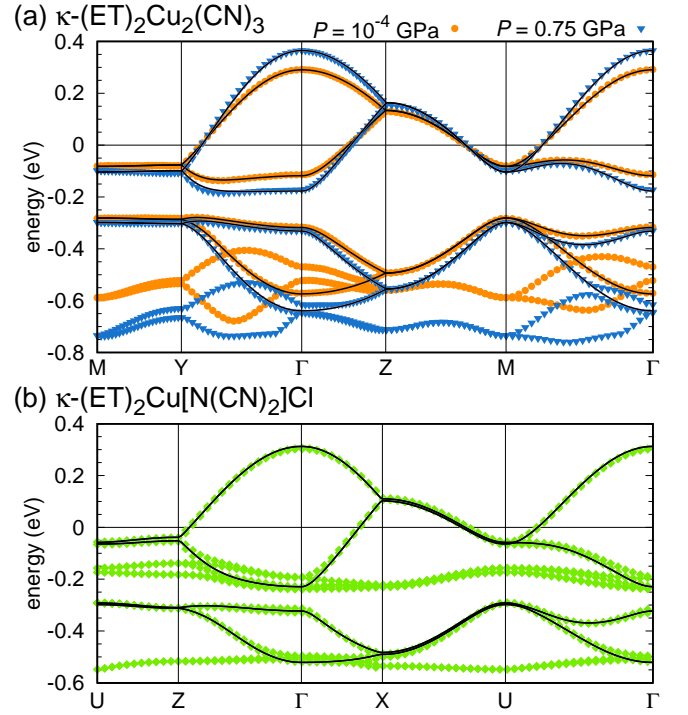 (a) κ-(ET)₂Cu₂(CN)₃
P = 10⁻⁴ GPa P = 0.75 GPa
0.4
0.2
0
-0.2
-0.4
-0.6
-0.8
energy (eV)
M Y Γ Z M Γ
(b) κ-(ET)₂Cu[N(CN)₂]Cl
0.4
0.2
0
-0.2
-0.4
-0.6
energy (eV)
U Z Γ X U Γ